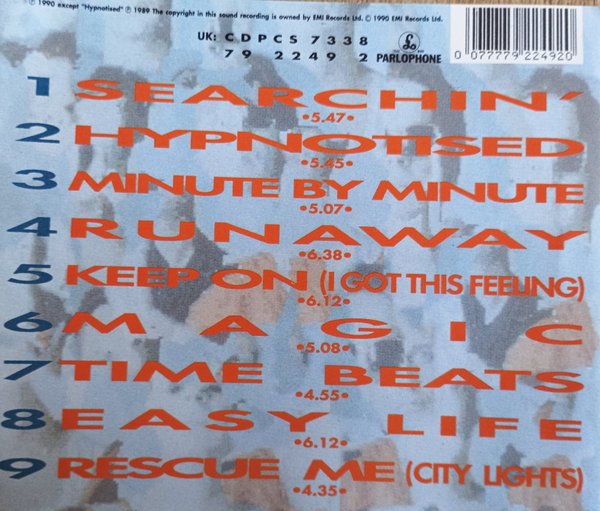 ℗ 1990 except "Hypnotised" ℗ 1989 The copyright in this sound recording is owned by EMI Records Ltd. © 1990 EMI Records Ltd.
UK: CDPCS 7338
79 2249 2
PARLOPHONE
0 077779 224920
1 SEARCHIN'
•5.47•
2 HYPNOTISED
•5.45•
3 MINUTE BY MINUTE
•5.07•
4 RUNAWAY
•6.38•
5 KEEP ON (I GOT THIS FEELING)
•6.12•
6 MAGIC
•5.08•
7 TIME BEATS
•4.55•
8 EASY LIFE
•6.12•
9 RESCUE ME (CITY LIGHTS)
•4.35•